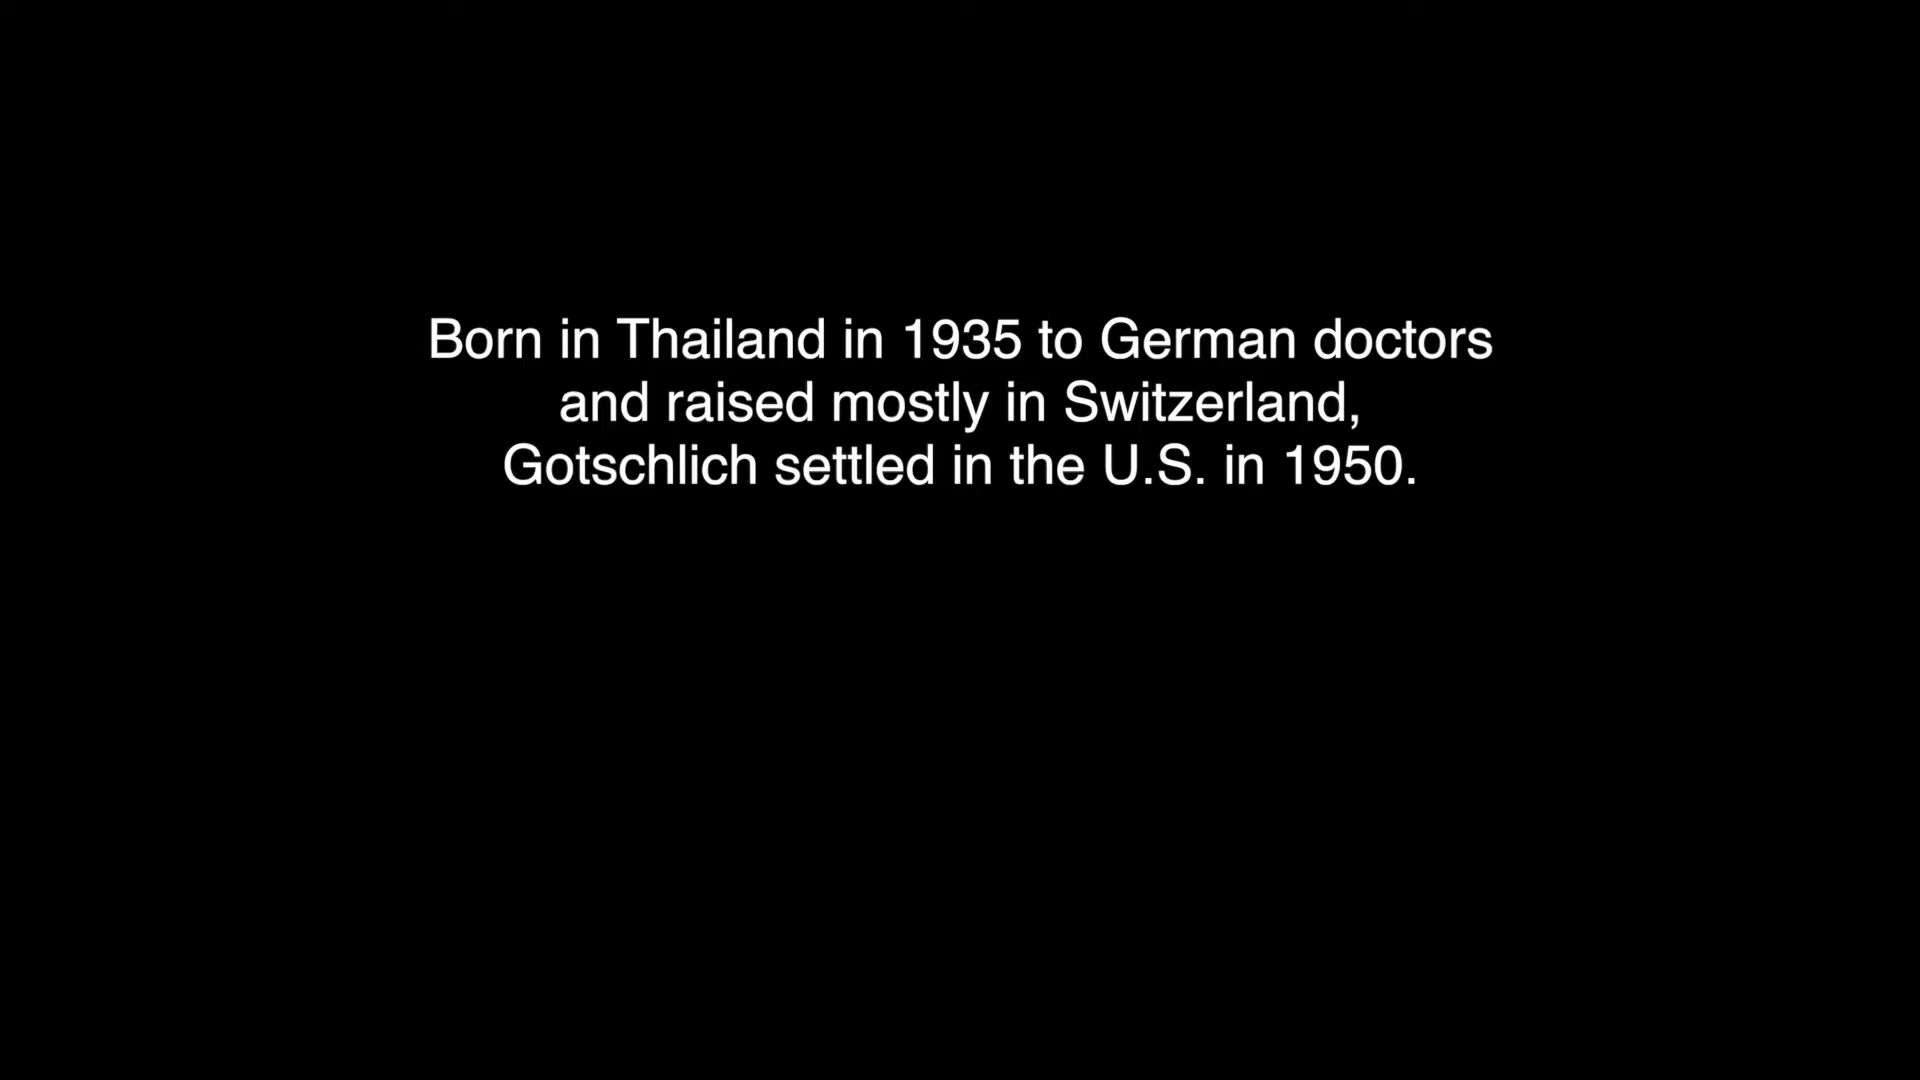 Born in Thailand in 1935 to German doctors
and raised mostly in Switzerland,
Gotschlich settled in the U.S. in 1950.